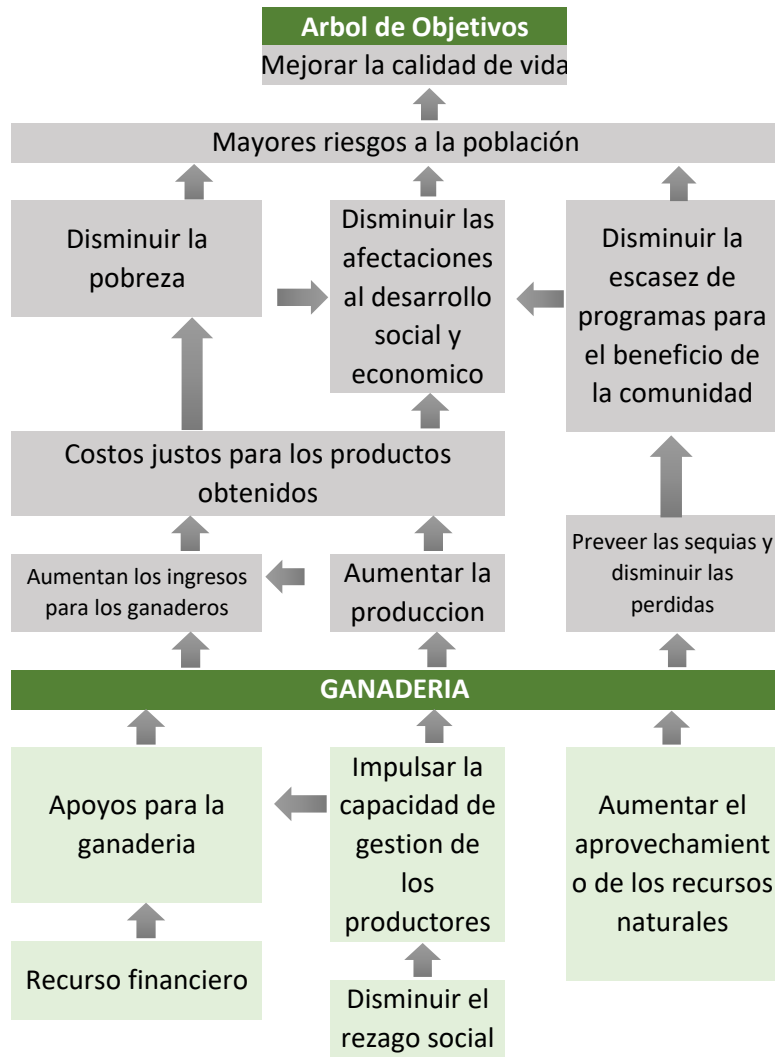 Arbol de Objetivos
Mejorar la calidad de vida
Mayores riesgos a la población
Disminuir la
pobreza
Disminuir las
afectaciones
al desarrollo
social y
economico
Disminuir la
escasez de
programas para
el beneficio de
la comunidad
Costos justos para los productos
obtenidos
Aumentan los ingresos
para los ganaderos
Aumentar la
produccion
Preveer las sequias y
disminuir las
perdidas
GANADERIA
Apoyos para la
ganaderia
Impulsar la
capacidad de
gestion de
los
productores
Aumentar el
aprovechamient
o de los recursos
naturales
Recurso financiero
Disminuir el
rezago social